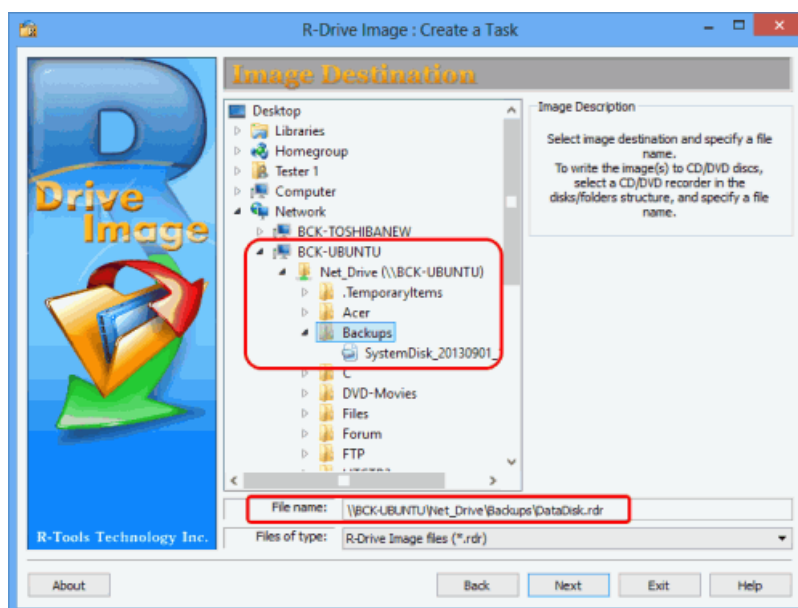 R-Drive Image : Create a Task
R
Drive
Image
R-Tools Technology Inc.
Image Destination
Desktop
Libraries
Homegroup
Tester 1
Computer
Network
BCK-TOSHIBANEW
BCK-UBUNTU
Net_Drive (\\BCK-UBUNTU)
.TemporaryItems
Acer
Backups
SystemDisk_20130901_
C
DVD-Movies
Files
Forum
FTP
Image Description
Select image destination and specify a file
name.
To write the image(s) to CD/DVD discs,
select a CD/DVD recorder in the
disks/folders structure, and specify a file
name.
File name: \\BCK-UBUNTU\Net_Drive\Backups\DataDisk.rdr
Files of type: R-Drive Image files (*.rdr)
About Back Next Exit Help